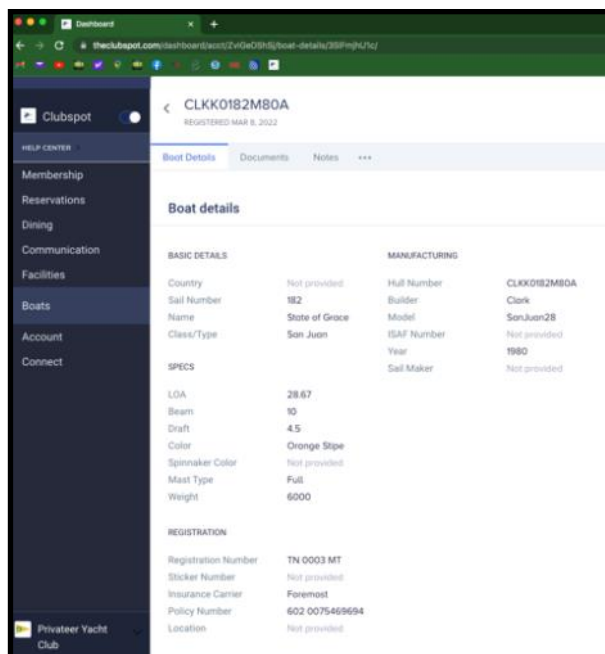 Dashboard
theclubspot.com/dashboard/acct/ZviGeDShSj/boat-details/3SlFmjhU1c/
Clubspot
HELP CENTER
Membership
Reservations
Dining
Communication
Facilities
Boats
Account
Connect
Privateer Yacht
Club
CLKK0182M80A
REGISTERED MAR 8, 2022
Boat Details Documents Notes •••
Boat details
BASIC DETAILS
Country Not provided
Sail Number 182
Name State of Grace
Class/Type San Juan
SPECS
LOA 28.67
Beam 10
Draft 4.5
Color Oronge Stipe
Spinnaker Color Not provided
Mast Type Full
Weight 6000
REGISTRATION
Registration Number TN 0003 MT
Sticker Number Not provided
Insurance Carrier Foremost
Policy Number 602 0075469694
Location Not provided
MANUFACTURING
Hull Number CLKK0182M80A
Builder Clark
Model SanJuan28
ISAF Number Not provided
Year 1980
Sail Maker Not provided